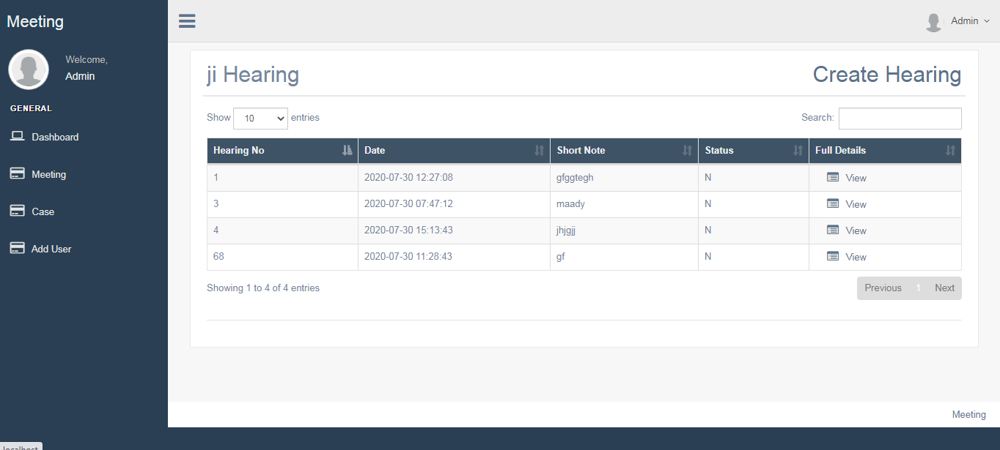 Meeting
Admin
Welcome,
Admin
GENERAL
Dashboard
Meeting
Case
Add User
ji Hearing Create Hearing
Show 10 entries Search:
Hearing No Date Short Note Status Full Details
1 2020-07-30 12:27:08 gfggtegh N View
3 2020-07-30 07:47:12 maady N View
4 2020-07-30 15:13:43 jhjgjj N View
68 2020-07-30 11:28:43 gf N View
Showing 1 to 4 of 4 entries Previous 1 Next
Meeting
localhost